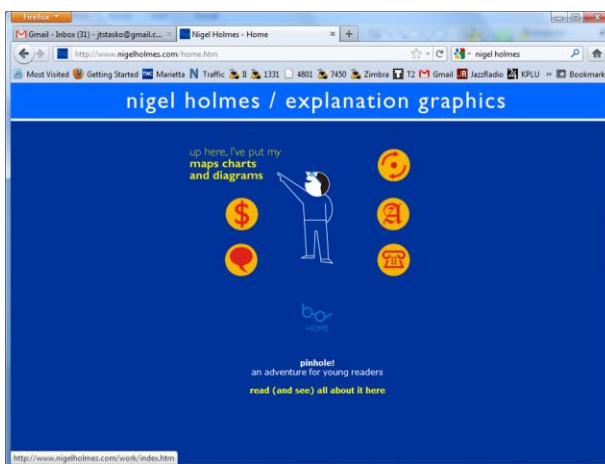 Firefox
Gmail - Inbox (31) - jtstasko@gmail.c...
Nigel Holmes - Home
http://www.nigelholmes.com/home.htm
nigel holmes
Most Visited Getting Started Marietta Traffic II 1331 4801 7450 Zimbra T2 Gmail JazzRadio KPLU » Bookmark
nigel holmes / explanation graphics
up here, I've put my
maps charts
and diagrams
$
A
HOME
pinhole!
an adventure for young readers
read (and see) all about it here
http://www.nigelholmes.com/work/index.htm